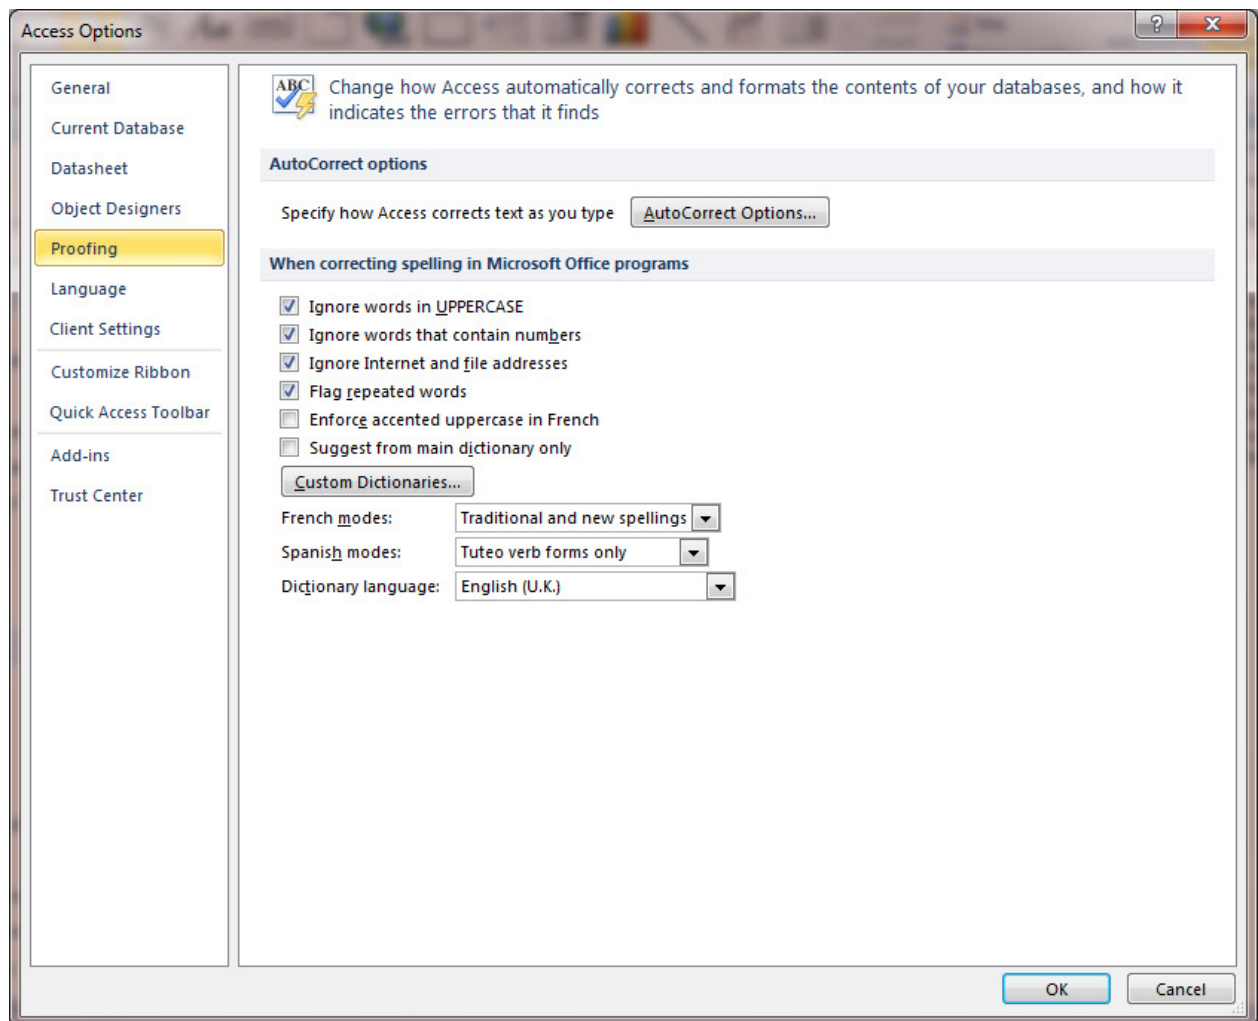 Access Options
General
Current Database
Datasheet
Object Designers
Proofing
Language
Client Settings
Customize Ribbon
Quick Access Toolbar
Add-ins
Trust Center
ABC
Change how Access automatically corrects and formats the contents of your databases, and how it
indicates the errors that it finds
AutoCorrect options
Specify how Access corrects text as you type AutoCorrect Options...
When correcting spelling in Microsoft Office programs
Ignore words in UPPERCASE
Ignore words that contain numbers
Ignore Internet and file addresses
Flag repeated words
Enforce accented uppercase in French
Suggest from main dictionary only
Custom Dictionaries...
French modes: Traditional and new spellings
Spanish modes: Tuteo verb forms only
Dictionary language: English (U.K.)
OK Cancel